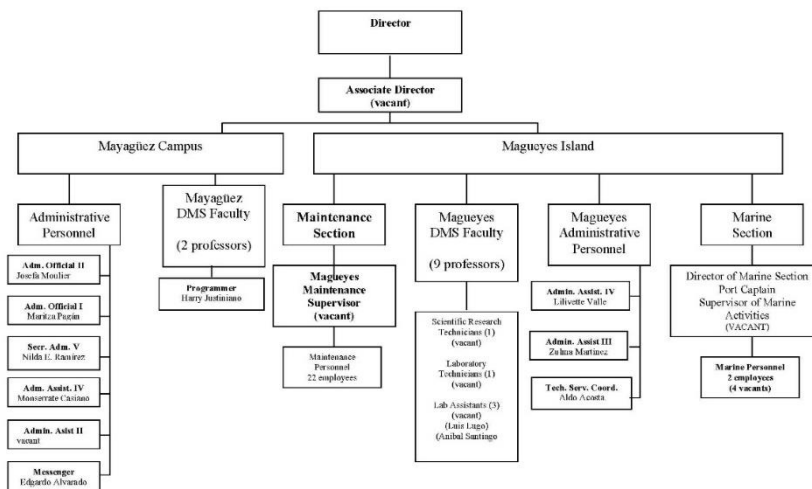 Director
Associate Director
(vacant)
Mayagüez Campus
Magueyes Island
Administrative
Personnel
Mayagüez
DMS Faculty
(2 professors)
Maintenance
Section
Magueyes
DMS Faculty
(9 professors)
Magueyes
Administrative
Personnel
Marine
Section
Adm. Official II
Josefa Moulier
Adm. Official I
Maritza Pagán
Secr. Adm. V
Nilda E. Ramirez
Adm. Assist. IV
Monserrate Casiano
Admin. Asist II
vacant
Messenger
Edgardo Alvarado
Programmer
Harry Justiniano
Magueyes
Maintenance
Supervisor
(vacant)
Maintenance
Personnel
22 employees
Scientific Research
Technicians (1)
(vacant)
Laboratory
Technicians (1)
(vacant)
Lab Assistants (3)
(vacant)
(Luis Lugo)
(Anibal Santiago
Admin. Assist. IV
Lilivette Valle
Admin. Assist III
Zulma Martinez
Tech. Serv. Coord.
Aldo Acosta
Director of Marine Section
Port Captain
Supervisor of Marine
Activities
(VACANT)
Marine Personnel
2 employees
(4 vacants)